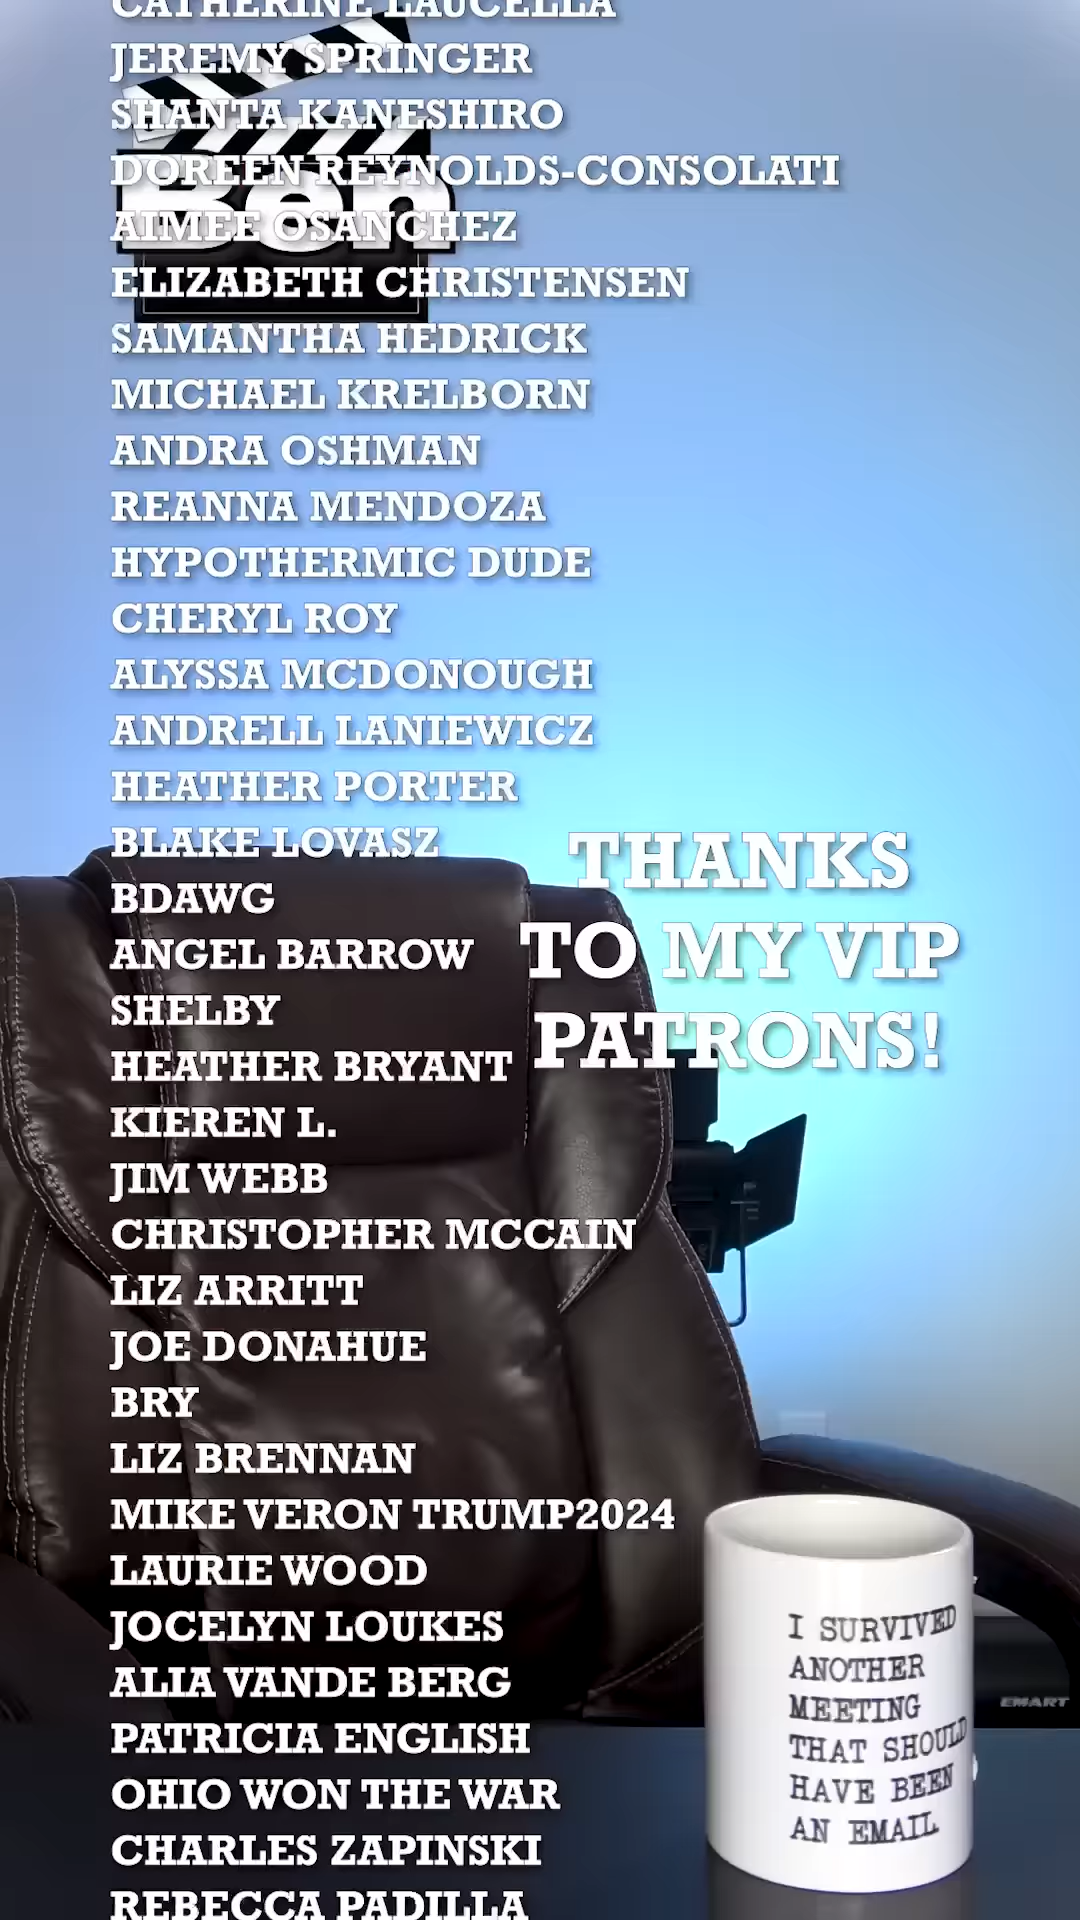 CATHERINE LAUCELLA
JEREMY SPRINGER
SHANTA KANESHIRO
DOREEN REYNOLDS-CONSOLATI
Ben
AIMEE OSANCHEZ
ELIZABETH CHRISTENSEN
SAMANTHA HEDRICK
MICHAEL KRELBORN
ANDRA OSHMAN
REANNA MENDOZA
HYPOTHERMIC DUDE
CHERYL ROY
ALYSSA MCDONOUGH
ANDRELL LANIEWICZ
HEATHER PORTER
BLAKE LOVASZ
BDAWG
ANGEL BARROW
SHELBY
HEATHER BRYANT
KIEREN L.
JIM WEBB
CHRISTOPHER MCCAIN
LIZ ARRITT
JOE DONAHUE
BRY
LIZ BRENNAN
MIKE VERON TRUMP2024
LAURIE WOOD
JOCELYN LOUKES
ALIA VANDE BERG
PATRICIA ENGLISH
OHIO WON THE WAR
CHARLES ZAPINSKI
REBECCA PADILLA
THANKS
TO MY VIP
PATRONS!
I SURVIVED
ANOTHER
MEETING
THAT SHOULD
HAVE BEEN
AN EMAIL
EMART